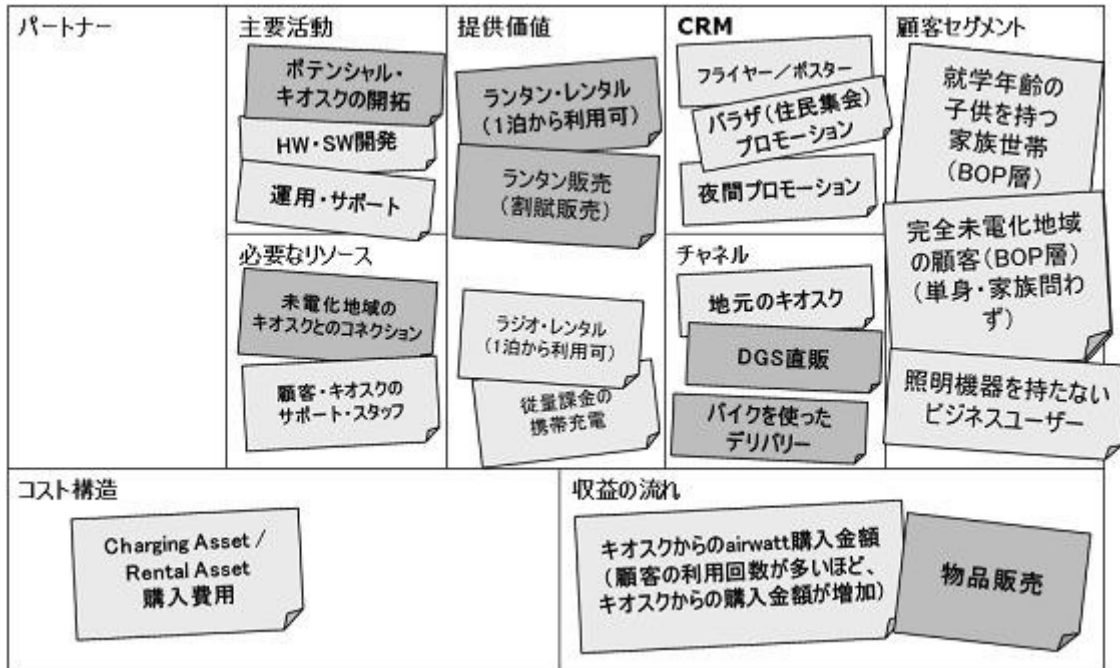 パートナー
主要活動
ポテンシャル・
キオスクの開拓
HW・SW開発
運用・サポート
必要なリソース
未電化地域の
キオスクとのコネクション
顧客・キオスクの
サポート・スタッフ
提供価値
ランタン・レンタル
(1泊から利用可)
ランタン販売
(割賦販売)
ラジオ・レンタル
(1泊から利用可)
従量課金の
携帯充電
CRM
フライヤー/ポスター
バラザ(住民集会)
プロモーション
夜間プロモーション
チャネル
地元のキオスク
DGS直販
バイクを使った
デリバリー
顧客セグメント
就学年齢の
子供を持つ
家族世帯
(BOP層)
完全未電化地域
の顧客(BOP層)
(単身・家族問わ
ず)
照明機器を持たない
ビジネスユーザー
コスト構造
Charging Asset /
Rental Asset
購入費用
収益の流れ
キオスクからのairwatt購入金額
(顧客の利用回数が多いほど、
キオスクからの購入金額が増加)
物品販売